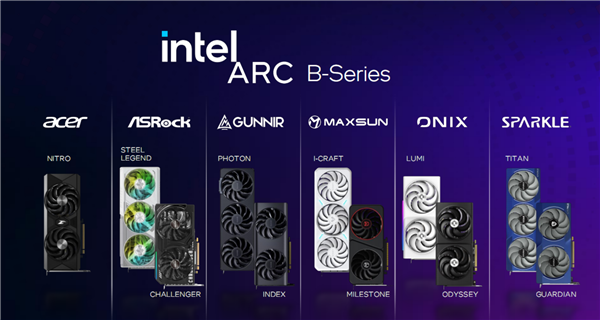 intel
ARC B-Series
acer
ASRock
GUNNIR
MAXSUN
ONIX
SPARKLE
NITRO
STEEL
LEGEND
PHOTON
I-CRAFT
LUMI
TITAN
CHALLENGER
INDEX
MILESTONE
ODYSSEY
GUARDIAN